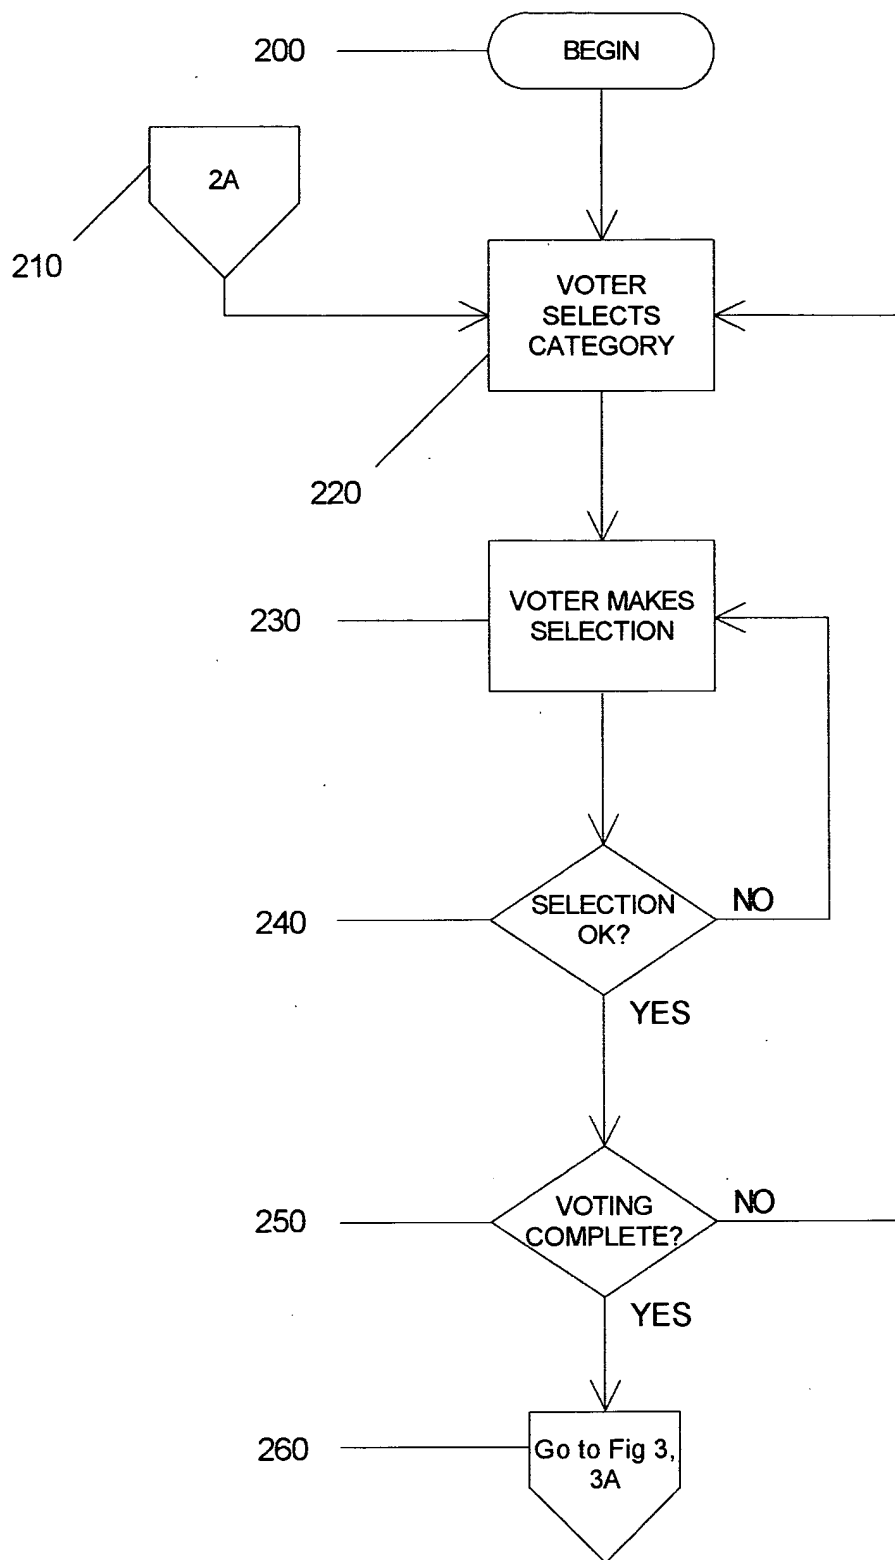 200
BEGIN
2A
210
VOTER
SELECTS
CATEGORY
220
230
VOTER MAKES
SELECTION
240
SELECTION
OK?
NO
YES
250
VOTING
COMPLETE?
NO
YES
260
Go to Fig 3,
3A